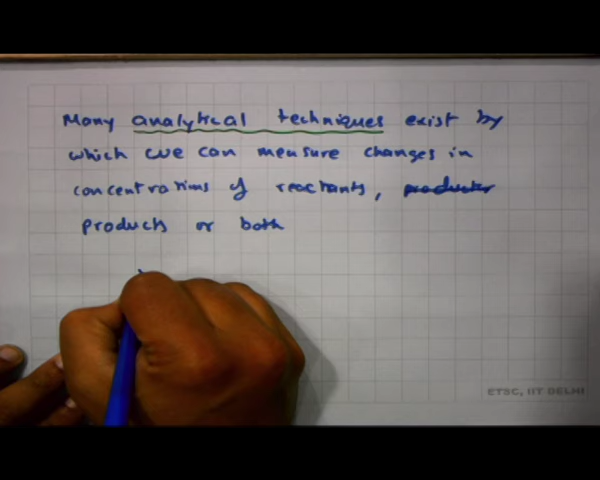 Many analytical techniques exist by
which we can measure changes in
concentrations of reactants,
products or both
ETSC, IIT DELHI